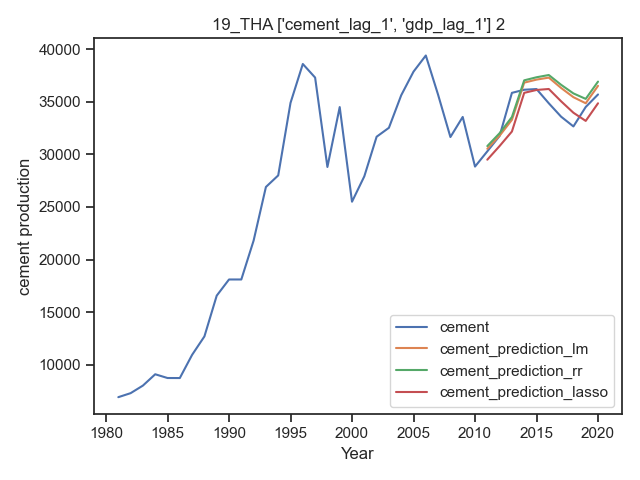 19_THA ['cement_lag_1', 'gdp_lag_1'] 2
40000
35000
30000
25000
20000
15000
10000
cement production
1980 1985 1990 1995 2000 2005 2010 2015 2020
Year
cement
cement_prediction_lm
cement_prediction_rr
cement_prediction_lasso